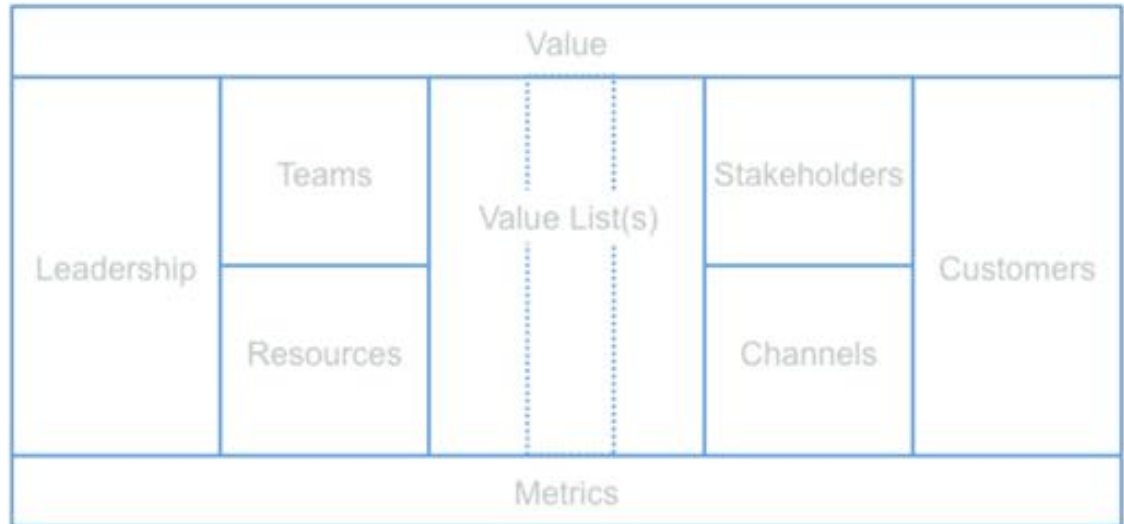 Value
Leadership
Teams
Resources
Value List(s)
Stakeholders
Channels
Customers
Metrics